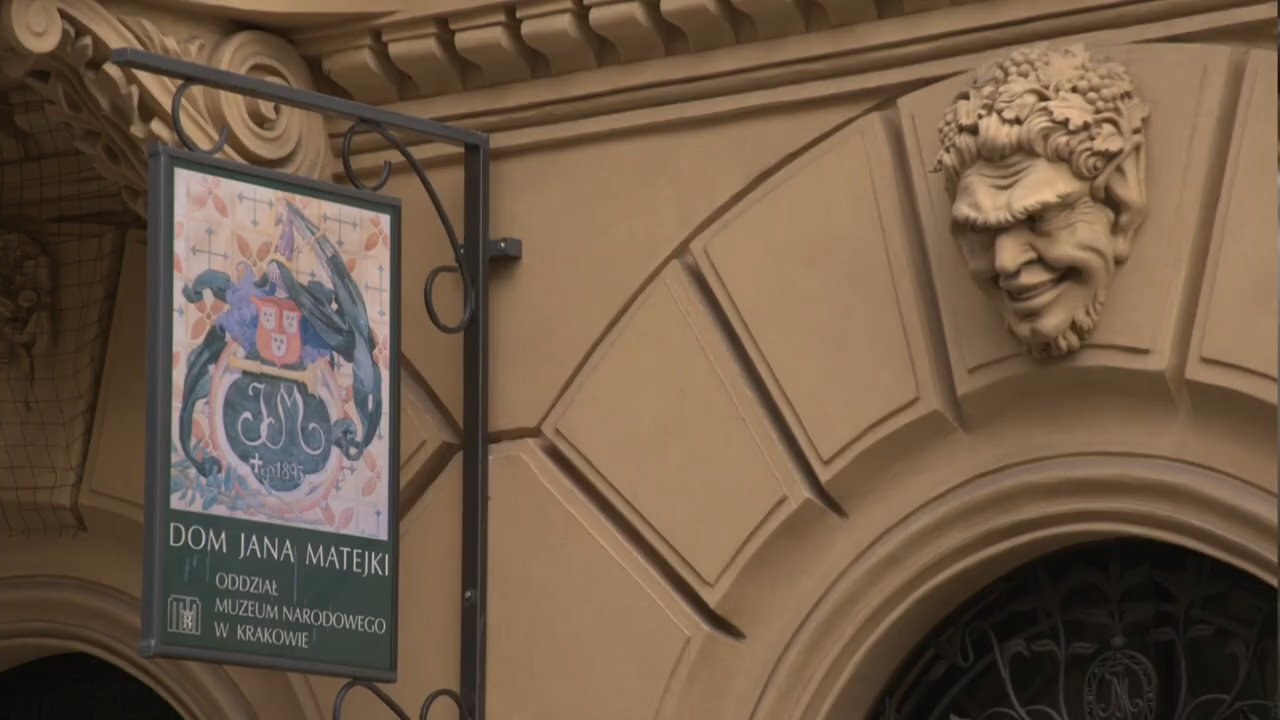 JM
1893
DOM JANA MATEJKI
ODDZIAŁ
MUZEUM NARODOWEGO
W KRAKOWIE